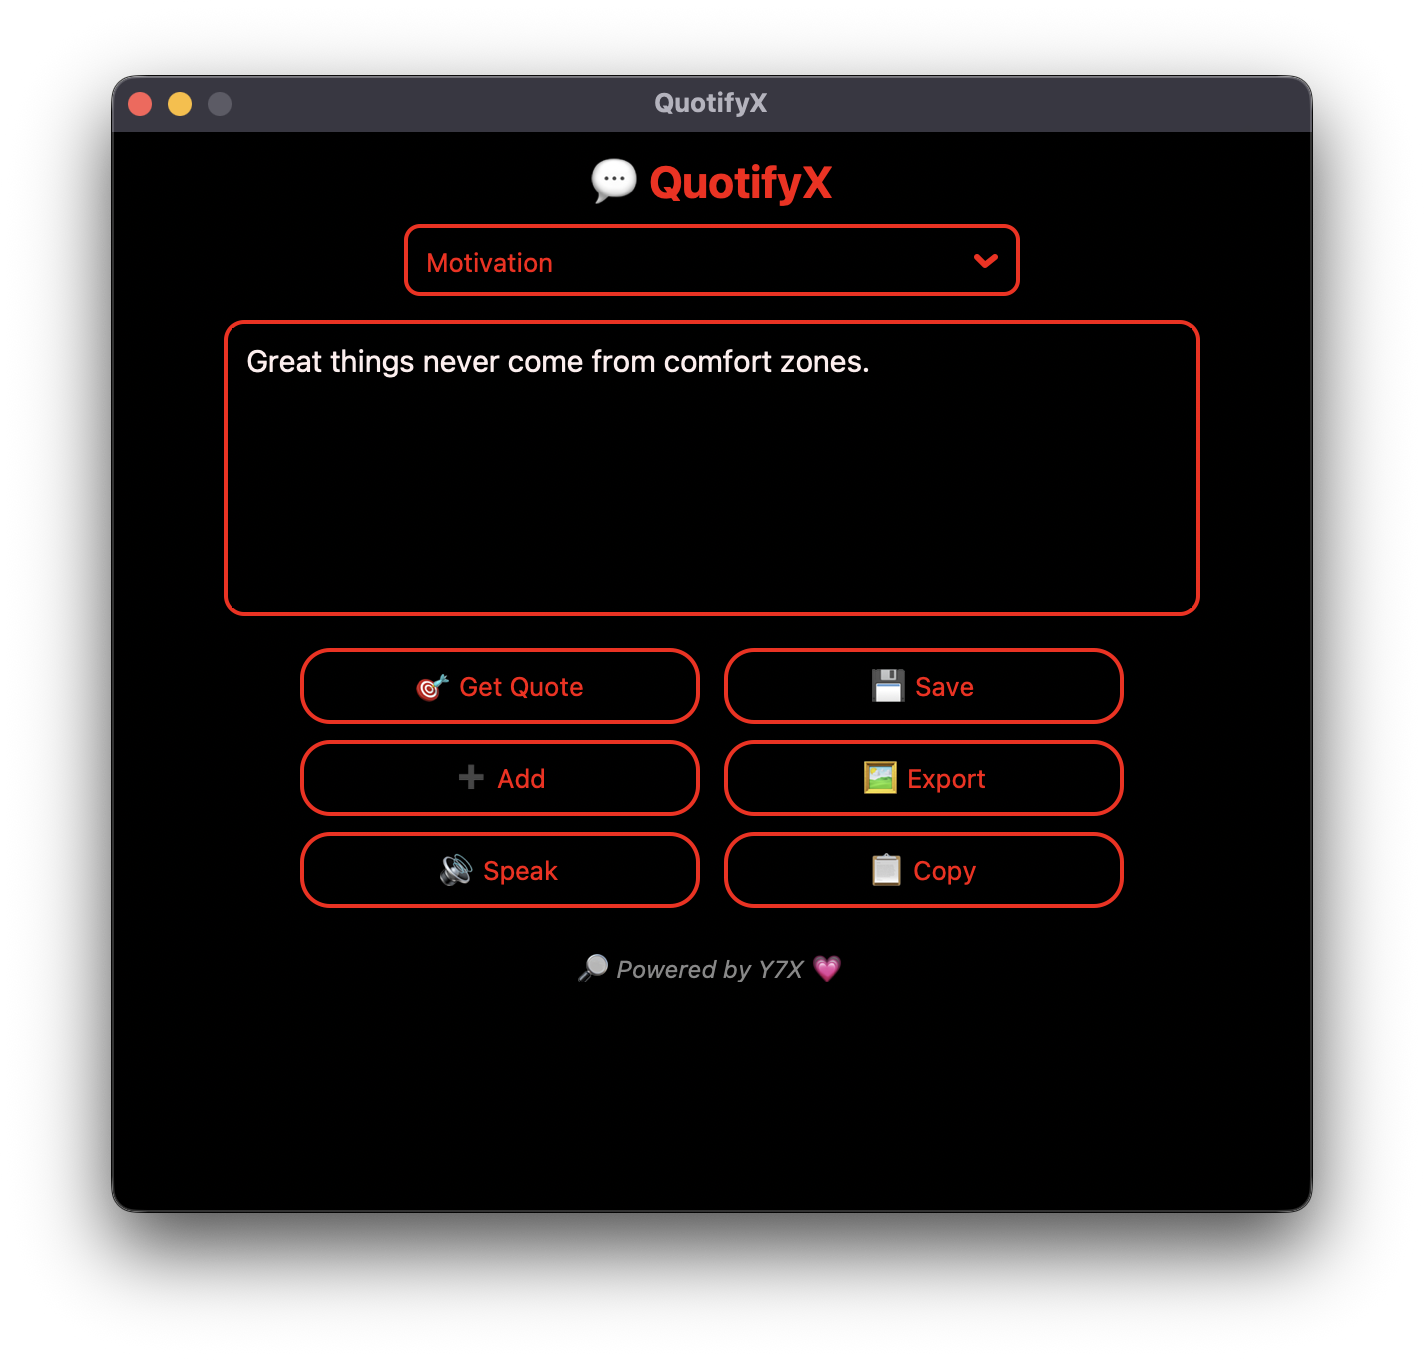 QuotifyX
💬 QuotifyX
Motivation
Great things never come from comfort zones.
🎯 Get Quote
💾 Save
➕ Add
🖼️ Export
🔊 Speak
📋 Copy
🔎 Powered by Y7X 💗